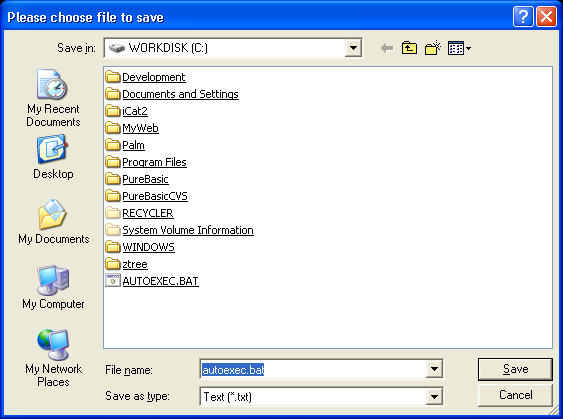 Please choose file to save
Save in: WORKDISK (C:)
My Recent
Documents
Desktop
My Documents
My Computer
My Network
Places
Development
Documents and Settings
iCat2
MyWeb
Palm
Program Files
PureBasic
PureBasicCVS
RECYCLER
System Volume Information
WINDOWS
ztree
AUTOEXEC.BAT
File name: autoexec.bat Save
Save as type: Text (*.txt) Cancel